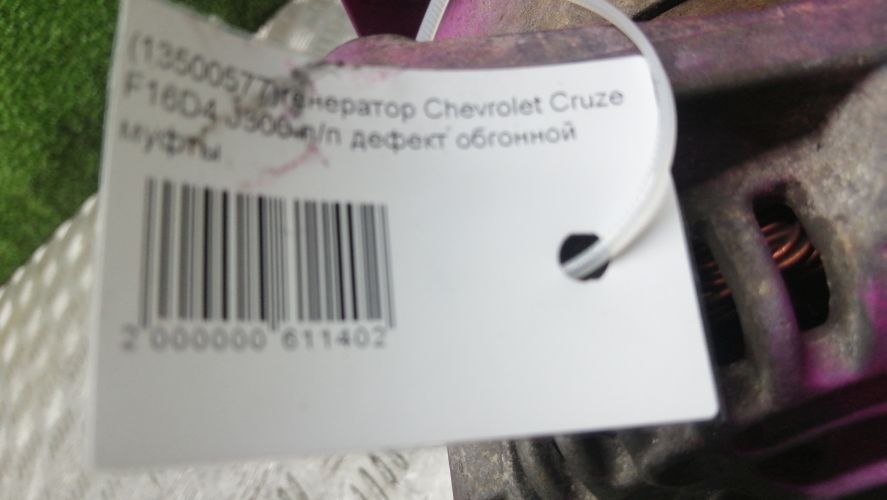 (13500577)генератор Chevrolet Cruze
F16D4 J300 п/п дефект обгонной
муфты
2 000000 611402